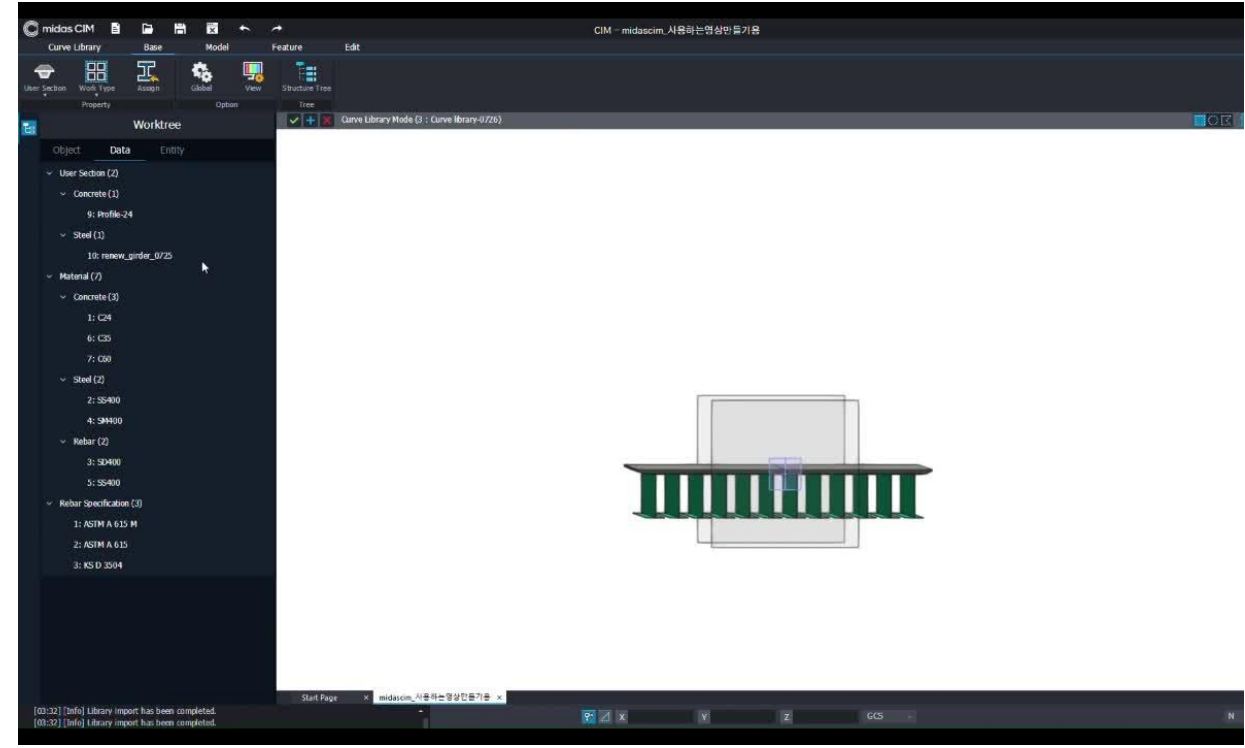 midas CIM
CIM - midascim_사용하는영상만들기용
Curve Library Base Model Feature Edit
User Section Work Type Assign Global View Structure Tree
Property Option Tree
Worktree
Curve Library Mode (3 : Curve library-0726)
Object Data Entity
User Section (2)
Concrete (1)
9: Profile-24
Steel (1)
10: renew_girder_0725
Material (7)
Concrete (3)
1: C24
6: C35
7: C60
Steel (2)
2: SS400
4: SM400
Rebar (2)
3: SD400
5: SS400
Rebar Specification (3)
1: ASTM A 615 M
2: ASTM A 615
3: KS D 3504
Start Page × midascim_사용하는영상만들기용 ×
[03:32] [Info] Library import has been completed.
[03:32] [Info] Library import has been completed.
X Y Z GCS N